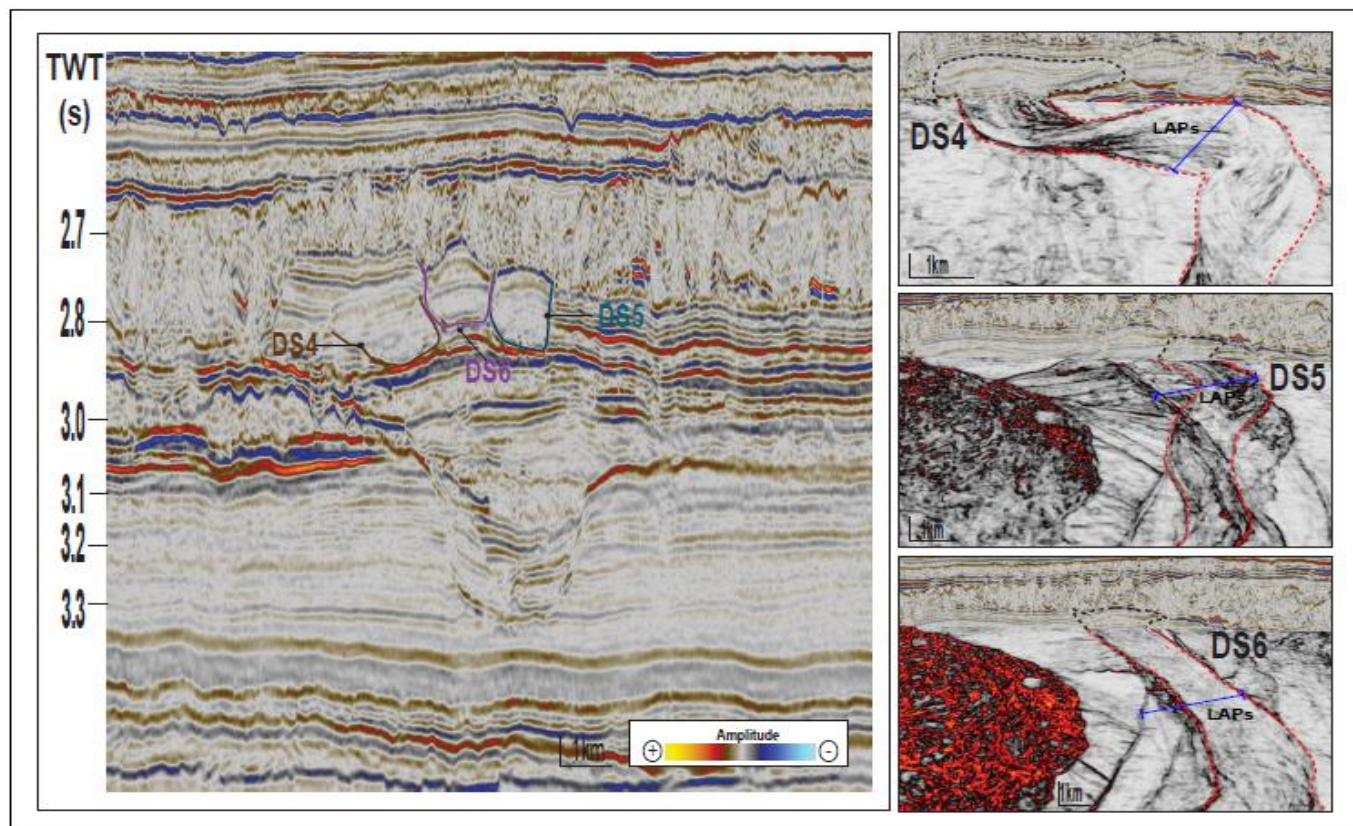 TWT
(s)
2.7
2.8
3.0
3.1
3.2
3.3
DS4
DS6
DS5
1km
Amplitude
+
-
DS4
LAPs
1km
DS5
LAPs
1km
DS6
LAPs
1km